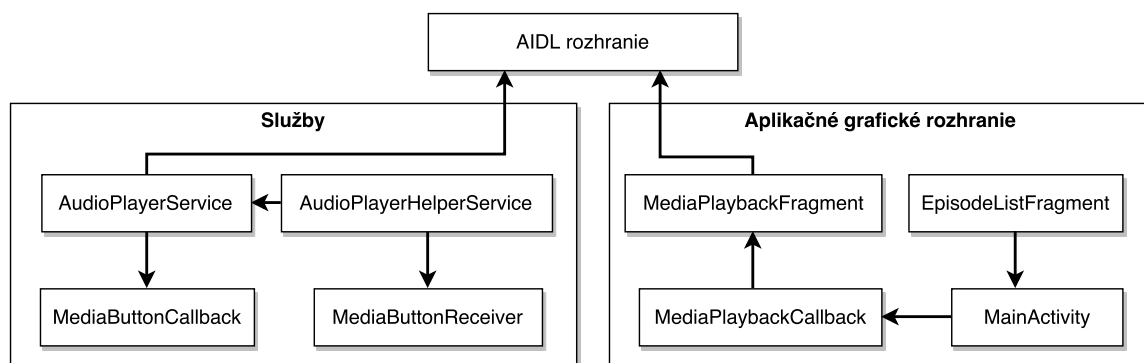 AIDL rozhranie
Služby
Aplikačné grafické rozhranie
AudioPlayerService
AudioPlayerHelperService
MediaPlaybackFragment
EpisodeListFragment
MediaButtonCallback
MediaButtonReceiver
MediaPlaybackCallback
MainActivity